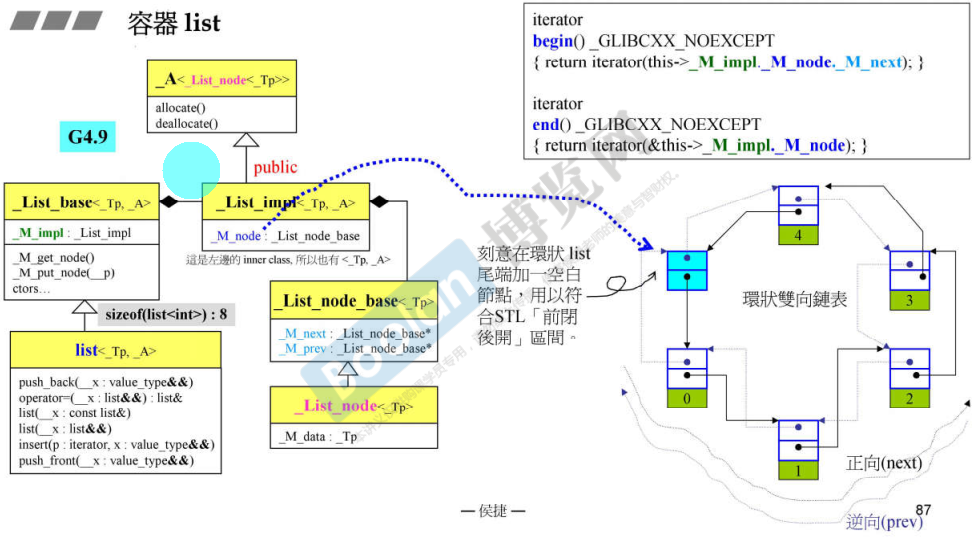 容器 list
iterator
begin() _GLIBCXX_NOEXCEPT
{ return iterator(this->_M_impl._M_node._M_next); }
iterator
end() _GLIBCXX_NOEXCEPT
{ return iterator(&this->_M_impl._M_node); }
_A<_List_node<_Tp>>
allocate()
deallocate()
G4.9
public
_List_base<_Tp, _A>
_M_impl : _List_impl
_M_get_node()
_M_put_node(__p)
ctors...
_List_impl<_Tp, _A>
_M_node : _List_node_base
這是左邊的 inner class, 所以也有 <_Tp, _A>
sizeof(list<int>) : 8
list<_Tp, _A>
push_back(__x : value_type&&)
operator=(__x : list&&) : list&
list(__x : const list&)
list(__x : list&&)
insert(p : iterator, x : value_type&&)
push_front(__x : value_type&&)
_List_node_base<_Tp>
_M_next : _List_node_base*
_M_prev : _List_node_base*
_List_node<_Tp>
_M_data : _Tp
刻意在環狀 list
尾端加一空白
節點，用以符
合STL「前閉
後開」區間。
環狀雙向鏈表
4
3
0
2
1
正向(next)
逆向(prev)
— 侯捷 —
87
Boolan
博览网